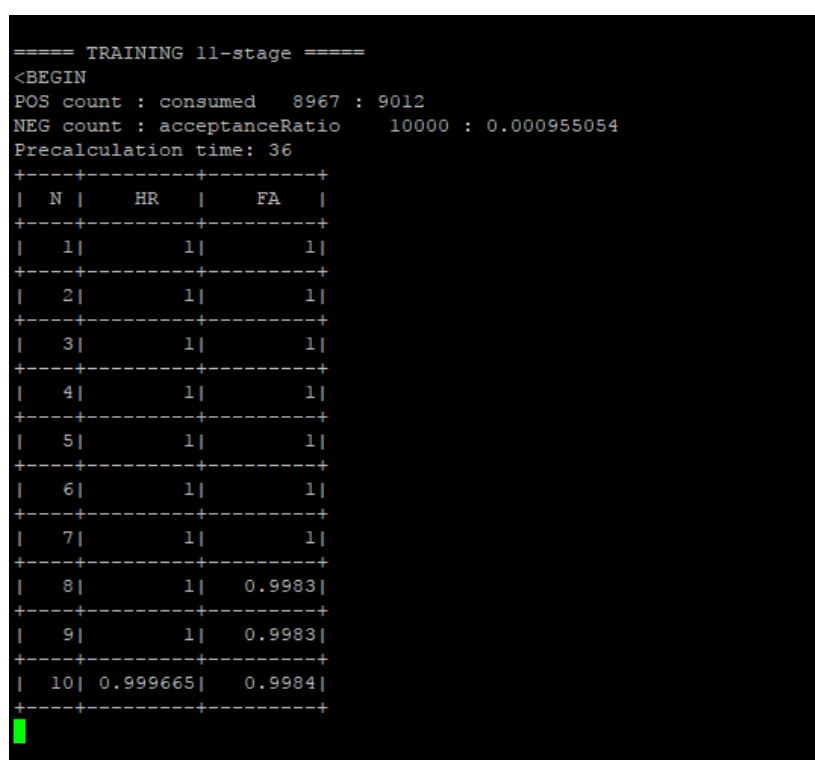 ===== TRAINING 11-stage =====
<BEGIN
POS count : consumed   8967 : 9012
NEG count : acceptanceRatio    10000 : 0.000955054
Precalculation time: 36
+----+---------+---------+
|  N |    HR   |    FA   |
+----+---------+---------+
|   1|        1|        1|
+----+---------+---------+
|   2|        1|        1|
+----+---------+---------+
|   3|        1|        1|
+----+---------+---------+
|   4|        1|        1|
+----+---------+---------+
|   5|        1|        1|
+----+---------+---------+
|   6|        1|        1|
+----+---------+---------+
|   7|        1|        1|
+----+---------+---------+
|   8|        1|   0.9983|
+----+---------+---------+
|   9|        1|   0.9983|
+----+---------+---------+
|  10| 0.999665|   0.9984|
+----+---------+---------+